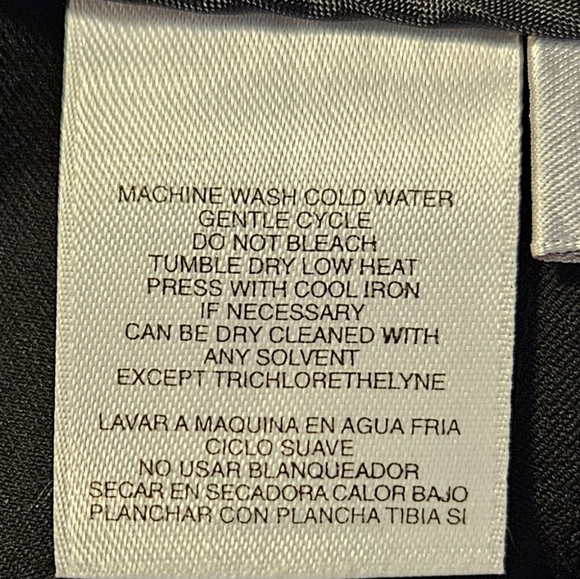 MACHINE WASH COLD WATER
GENTLE CYCLE
DO NOT BLEACH
TUMBLE DRY LOW HEAT
PRESS WITH COOL IRON
IF NECESSARY
CAN BE DRY CLEANED WITH
ANY SOLVENT
EXCEPT TRICHLORETHELYNE
LAVAR A MAQUINA EN AGUA FRIA
CICLO SUAVE
NO USAR BLANQUEADOR
SECAR EN SECADORA CALOR BAJO
PLANCHAR CON PLANCHA TIBIA SI